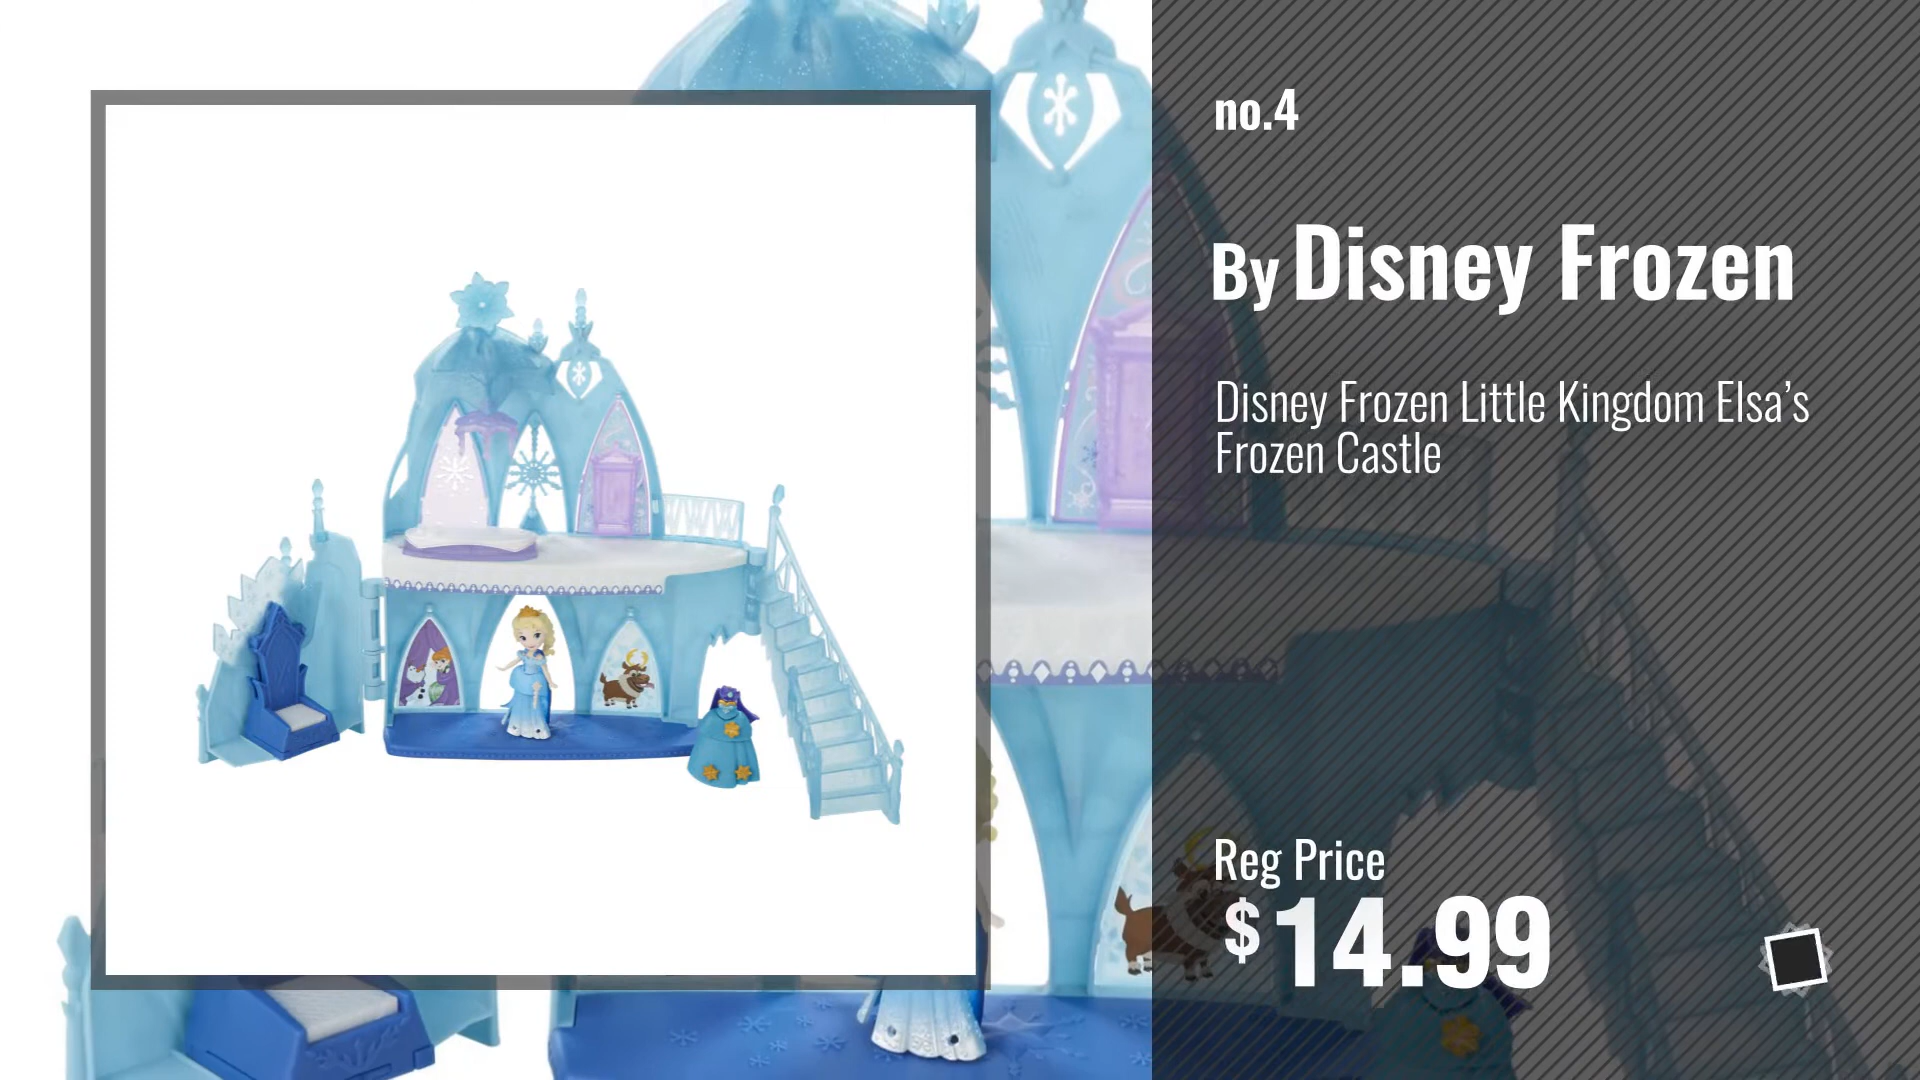 no.4
By Disney Frozen
Disney Frozen Little Kingdom Elsa’s
Frozen Castle
Reg Price
$14.99